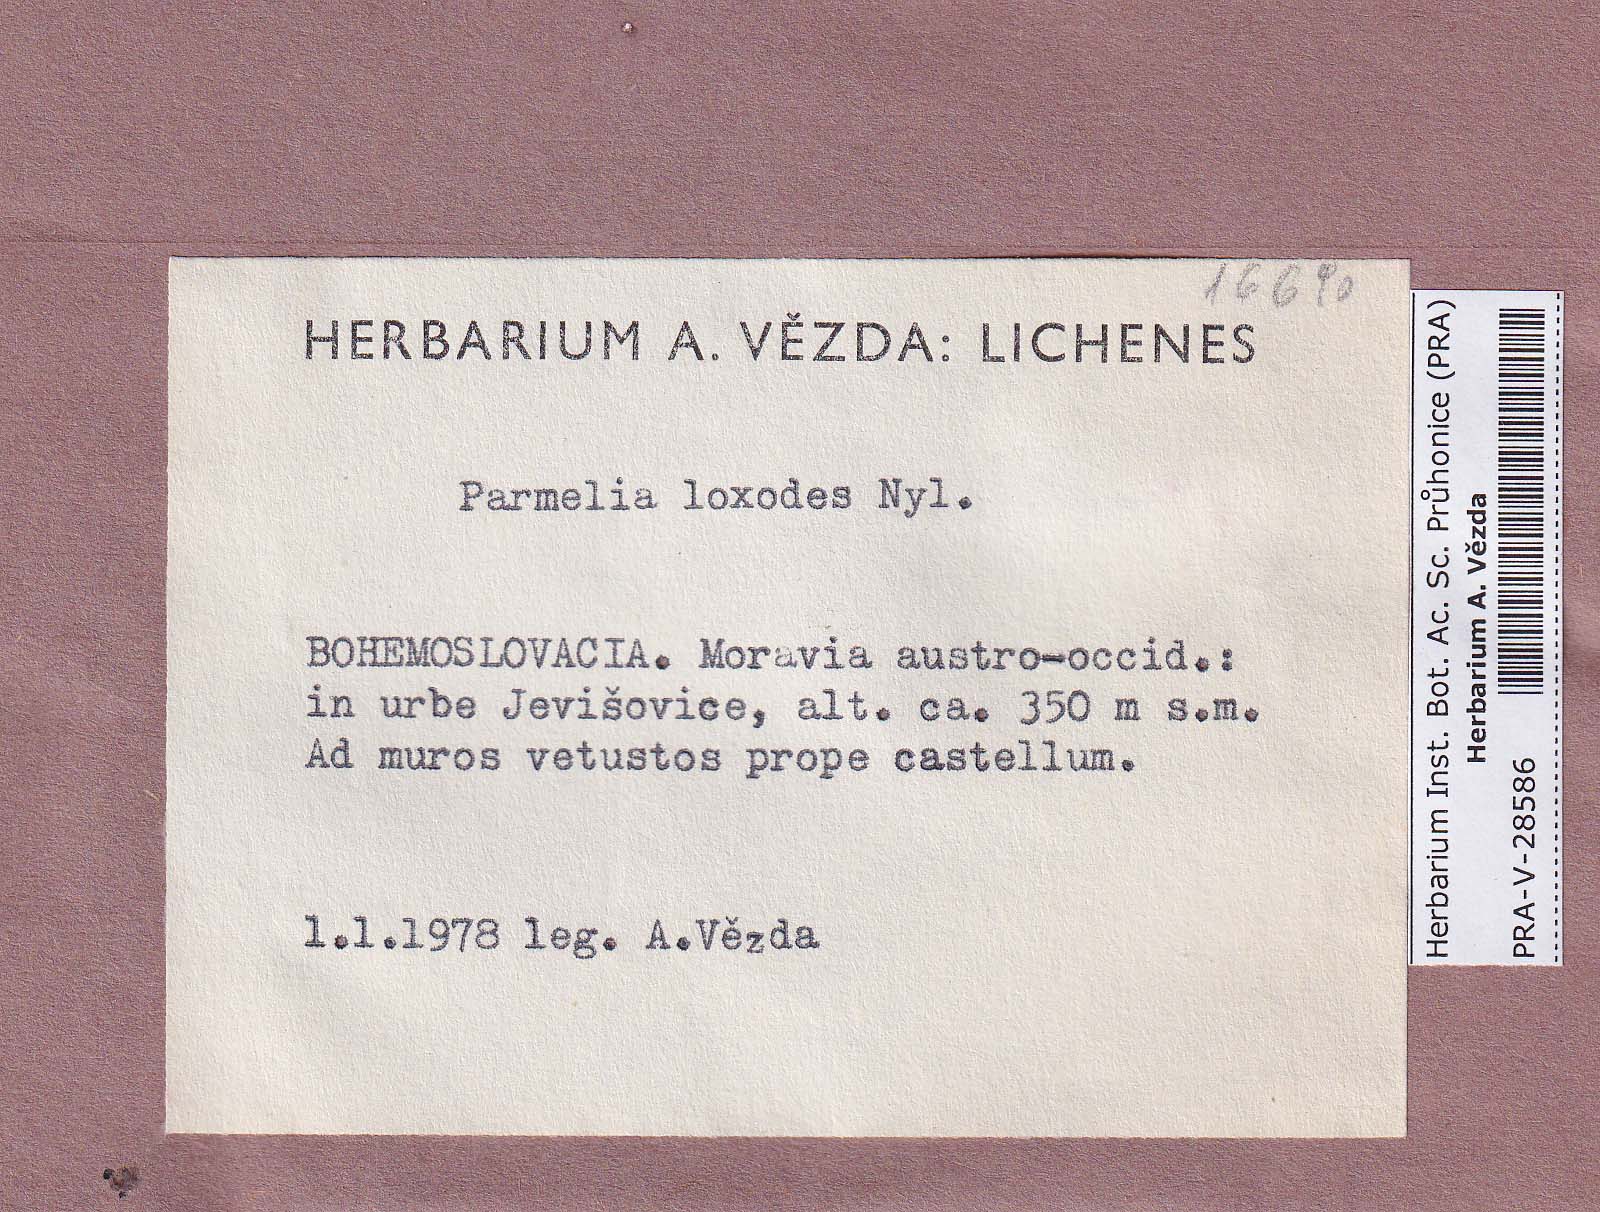 16690
HERBARIUM A. VĚZDA: LICHENES
Parmelia loxodes Nyl.
BOHEMOSLOVACIA. Moravia austro-occid.:
in urbe Jevišovice, alt. ca. 350 m s.m.
Ad muros vetustos prope castellum.
1.1.1978 leg. A.Vězda
Herbarium Inst. Bot. Ac. Sc. Průhonice (PRA)
Herbarium A. Vězda
PRA-V-28586